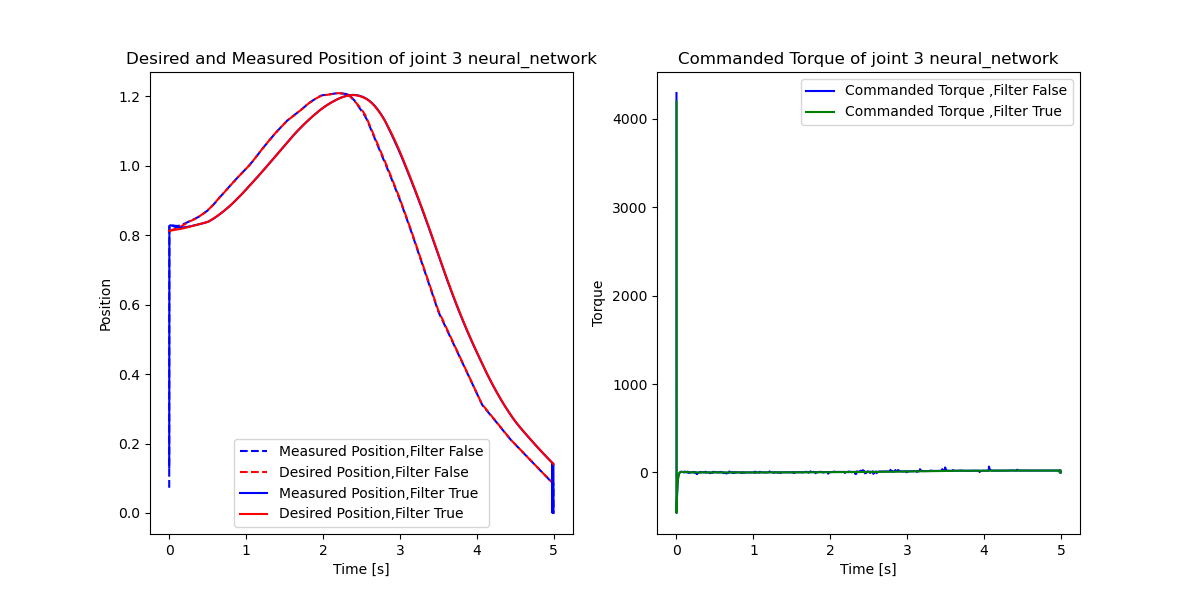 Desired and Measured Position of joint 3 neural_network
Position
1.2
1.0
0.8
0.6
0.4
0.2
0.0
Measured Position,Filter False
Desired Position,Filter False
Measured Position,Filter True
Desired Position,Filter True
0 1 2 3 4 5
Time [s]
Commanded Torque of joint 3 neural_network
Torque
4000
3000
2000
1000
0
Commanded Torque ,Filter False
Commanded Torque ,Filter True
0 1 2 3 4 5
Time [s]